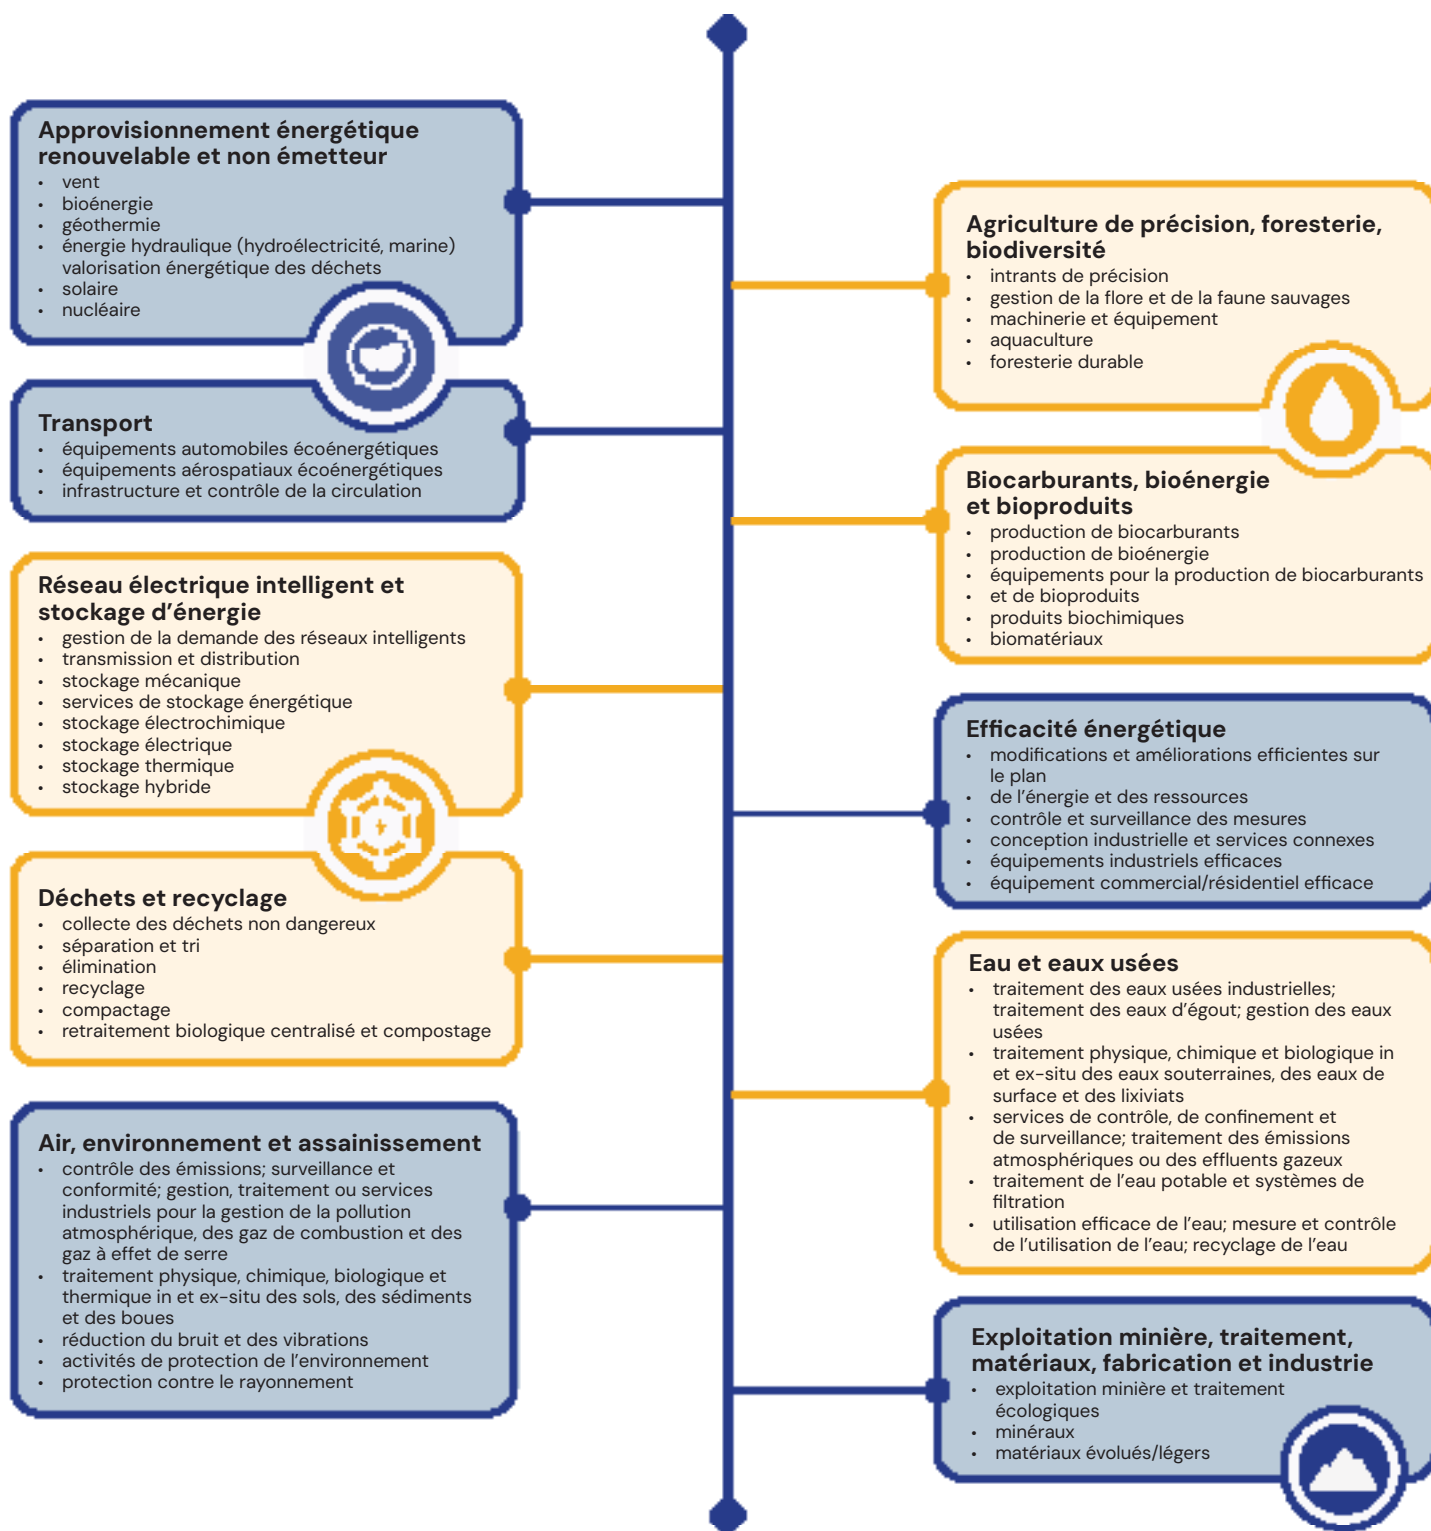 Approvisionnement énergétique
renouvelable et non émetteur
• vent
• bioénergie
• géothermie
• énergie hydraulique (hydroélectricité, marine)
valorisation énergétique des déchets
• solaire
• nucléaire
Transport
• équipements automobiles écoénergétiques
• équipements aérospatiaux écoénergétiques
• infrastructure et contrôle de la circulation
Réseau électrique intelligent et
stockage d’énergie
• gestion de la demande des réseaux intelligents
• transmission et distribution
• stockage mécanique
• services de stockage énergétique
• stockage électrochimique
• stockage électrique
• stockage thermique
• stockage hybride
Déchets et recyclage
• collecte des déchets non dangereux
• séparation et tri
• élimination
• recyclage
• compactage
• retraitement biologique centralisé et compostage
Air, environnement et assainissement
• contrôle des émissions; surveillance et
conformité; gestion, traitement ou services
industriels pour la gestion de la pollution
atmosphérique, des gaz de combustion et des
gaz à effet de serre
• traitement physique, chimique, biologique et
thermique in et ex-situ des sols, des sédiments
et des boues
• réduction du bruit et des vibrations
• activités de protection de l’environnement
• protection contre le rayonnement
Agriculture de précision, foresterie,
biodiversité
• intrants de précision
• gestion de la flore et de la faune sauvages
• machinerie et équipement
• aquaculture
• foresterie durable
Biocarburants, bioénergie
et bioproduits
• production de biocarburants
• production de bioénergie
• équipements pour la production de biocarburants
• et de bioproduits
• produits biochimiques
• biomatériaux
Efficacité énergétique
• modifications et améliorations efficientes sur
le plan
• de l’énergie et des ressources
• contrôle et surveillance des mesures
• conception industrielle et services connexes
• équipements industriels efficaces
• équipement commercial/résidentiel efficace
Eau et eaux usées
• traitement des eaux usées industrielles;
traitement des eaux d’égout; gestion des eaux
usées
• traitement physique, chimique et biologique in
et ex-situ des eaux souterraines, des eaux de
surface et des lixiviats
• services de contrôle, de confinement et
de surveillance; traitement des émissions
atmosphériques ou des effluents gazeux
• traitement de l’eau potable et systèmes de
filtration
• utilisation efficace de l’eau; mesure et contrôle
de l’utilisation de l’eau; recyclage de l’eau
Exploitation minière, traitement,
matériaux, fabrication et industrie
• exploitation minière et traitement
écologiques
• minéraux
• matériaux évolués/légers